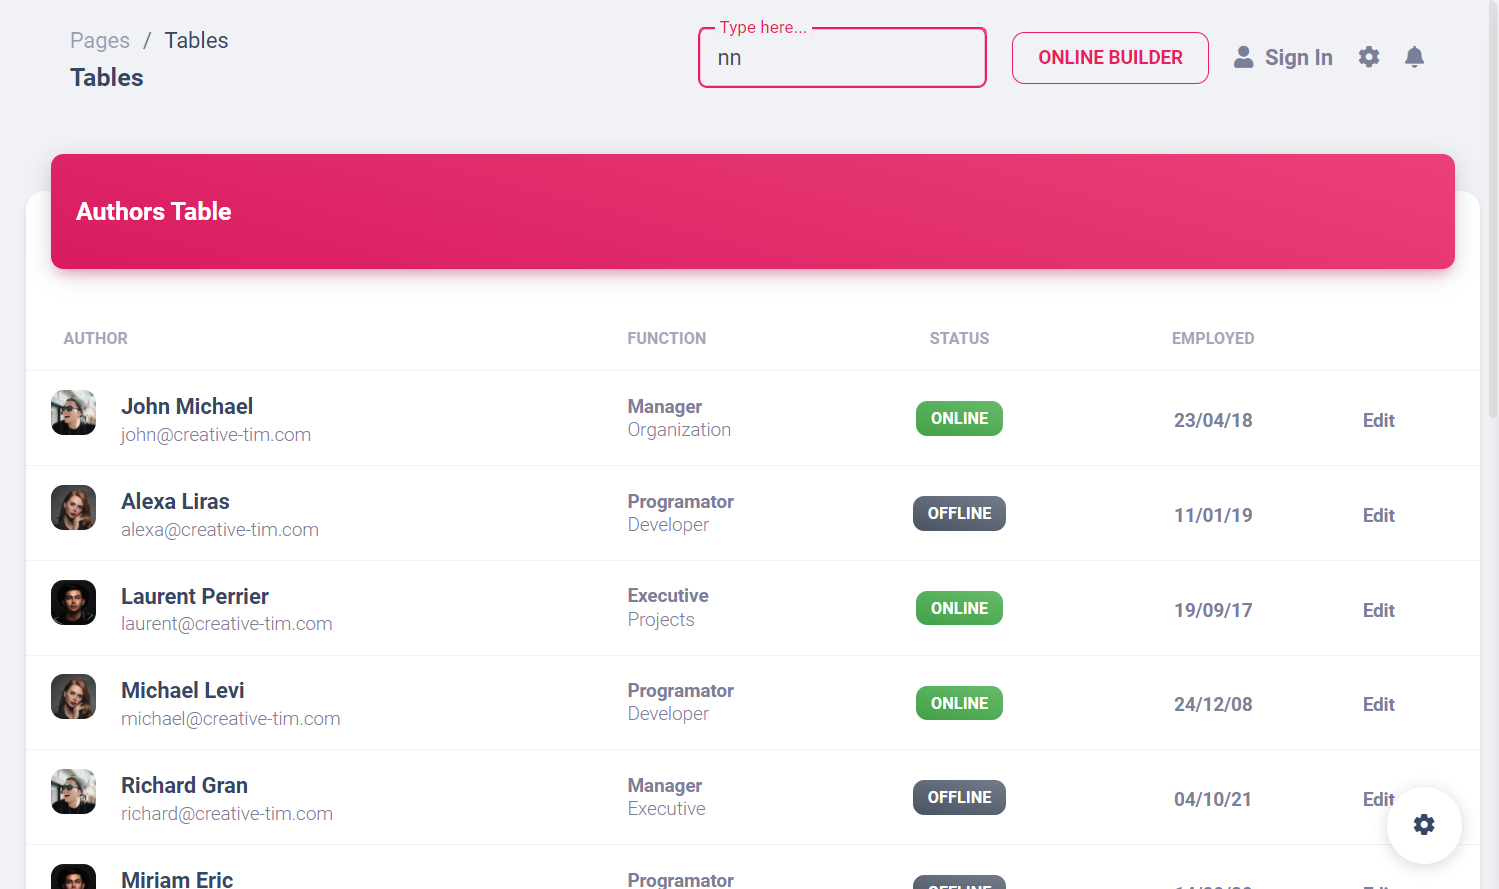 Pages / Tables
Tables
Type here...
nn
ONLINE BUILDER
Sign In
Authors Table
AUTHOR FUNCTION STATUS EMPLOYED
John Michael
john@creative-tim.com
Manager
Organization
ONLINE
23/04/18
Edit
Alexa Liras
alexa@creative-tim.com
Programator
Developer
OFFLINE
11/01/19
Edit
Laurent Perrier
laurent@creative-tim.com
Executive
Projects
ONLINE
19/09/17
Edit
Michael Levi
michael@creative-tim.com
Programator
Developer
ONLINE
24/12/08
Edit
Richard Gran
richard@creative-tim.com
Manager
Executive
OFFLINE
04/10/21
Edit
Miriam Eric
Programator
OFFLINE